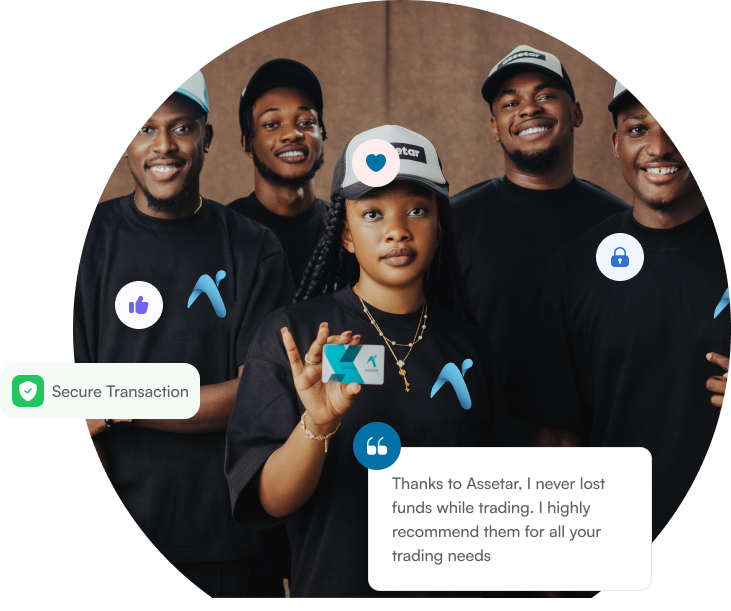 assetar
etar
Secure Transaction
Thanks to Assetar, I never lost
funds while trading. I highly
recommend them for all your
trading needs